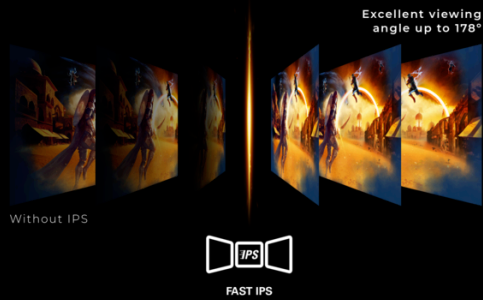 Excellent viewing
angle up to 178°
Without IPS
IPS
FAST IPS